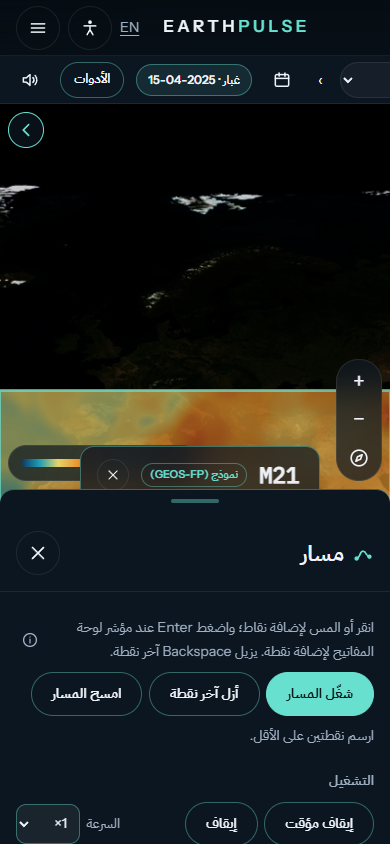 EN EARTHPULSE
الأدوات غبار · 2025-04-15
M21 نموذج (GEOS-FP)
مسار
انقر أو المس لإضافة نقاط؛ واضغط Enter عند مؤشر لوحة
المفاتيح لإضافة نقطة. يزيل Backspace آخر نقطة.
شغّل المسار أزل آخر نقطة امسح المسار
ارسم نقطتين على الأقل.
التشغيل
إيقاف مؤقت إيقاف السرعة 1×